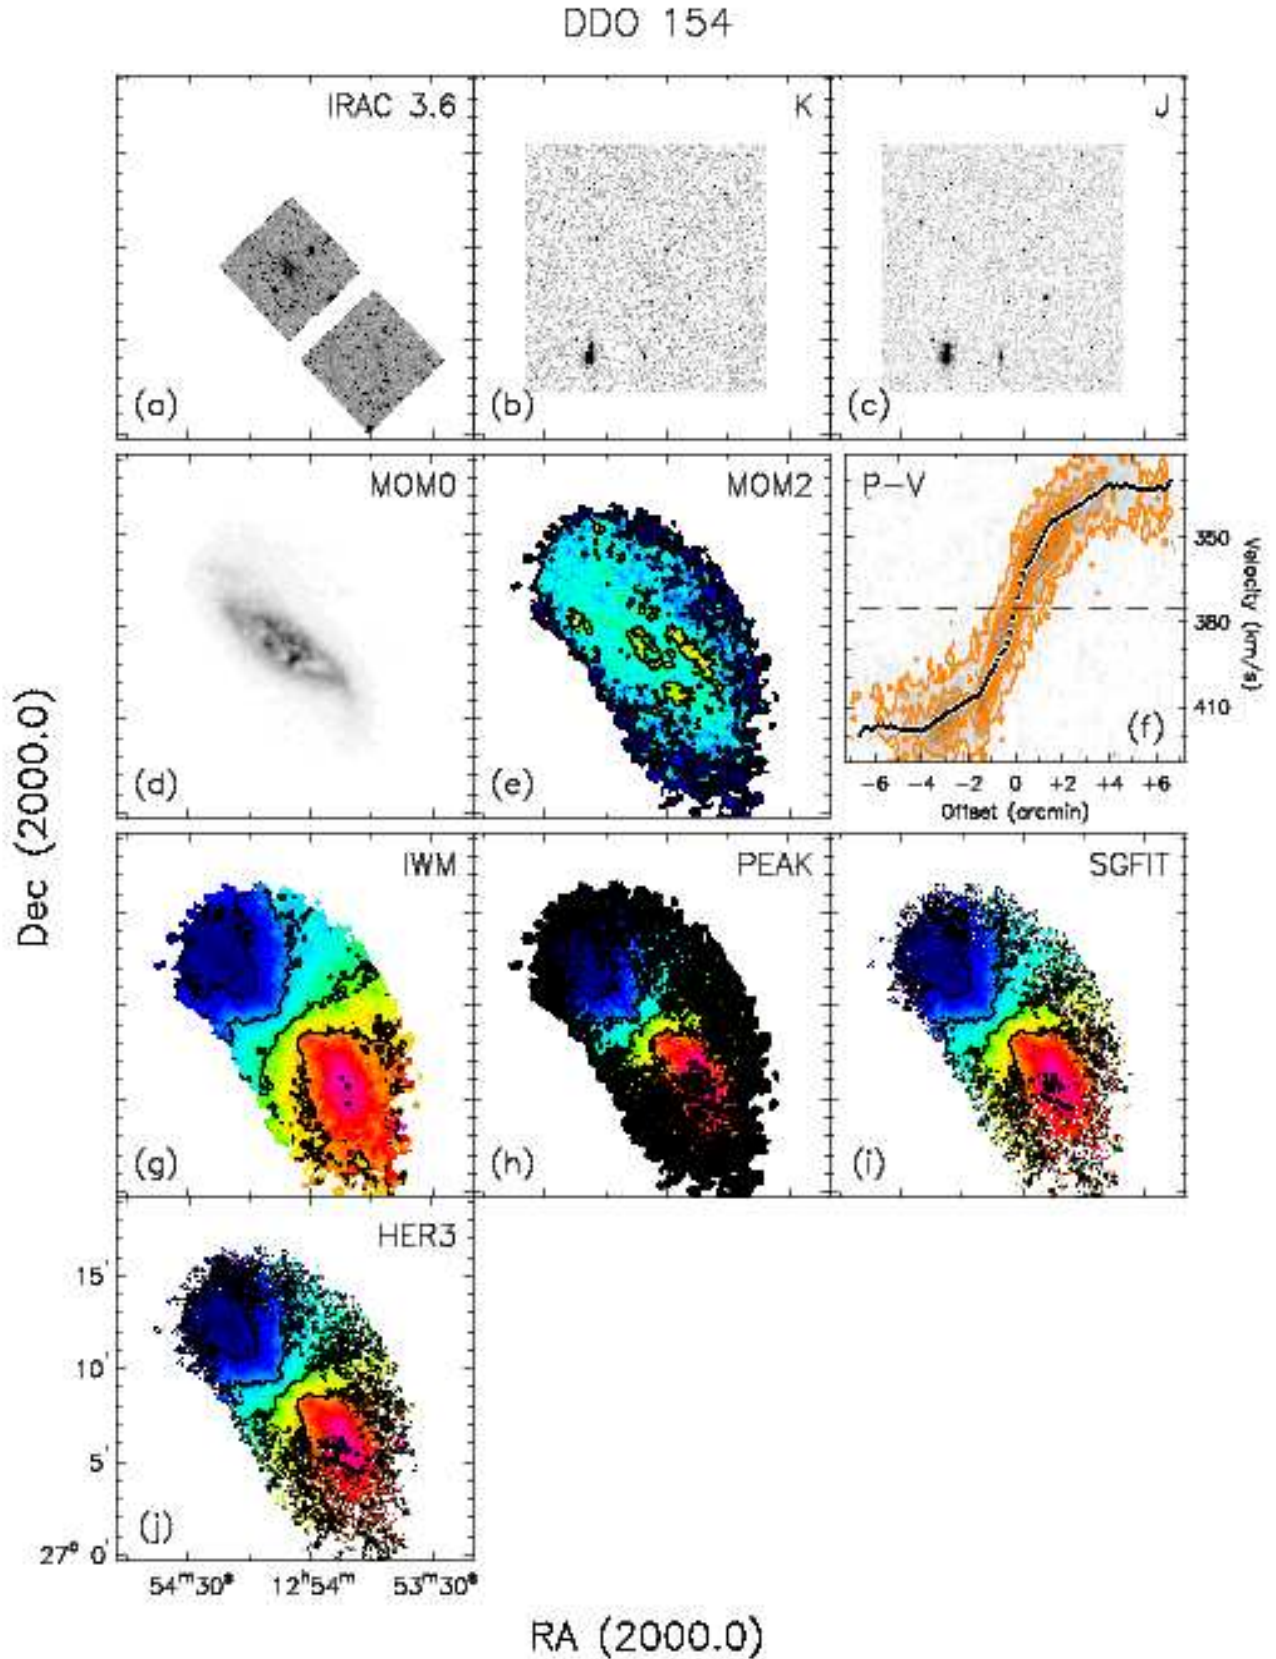 DDO 154
IRAC 3.6
K
J
(a)
(b)
(c)
MOM0
MOM2
P-V
350
380
410
Velocity (km/s)
(d)
(e)
(f)
-6 -4 -2 0 +2 +4 +6
Offset (arcmin)
Dec (2000.0)
IWM
PEAK
SGFIT
(g)
(h)
(i)
HER3
15'
10'
5'
(j)
27° 0'
54ᵐ30ˢ 12ʰ54ᵐ 53ᵐ30ˢ
RA (2000.0)